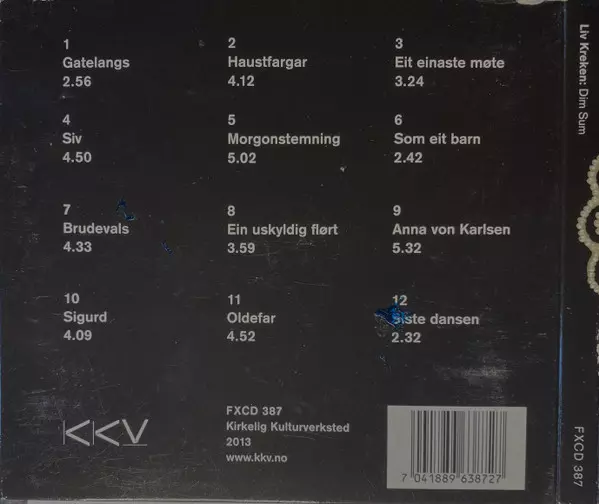 1
Gatelangs
2.56
2
Haustfargar
4.12
3
Eit einaste møte
3.24
4
Siv
4.50
5
Morgonstemning
5.02
6
Som eit barn
2.42
7
Brudevals
4.33
8
Ein uskyldig flørt
3.59
9
Anna von Karlsen
5.32
10
Sigurd
4.09
11
Oldefar
4.52
12
dansen
2.32
KKV
FXCD 387
Kirkelig Kulturverksted
2013
www.kkv.no
7 041889 638727
Liv Kreken: Dim Sum
FXCD 387